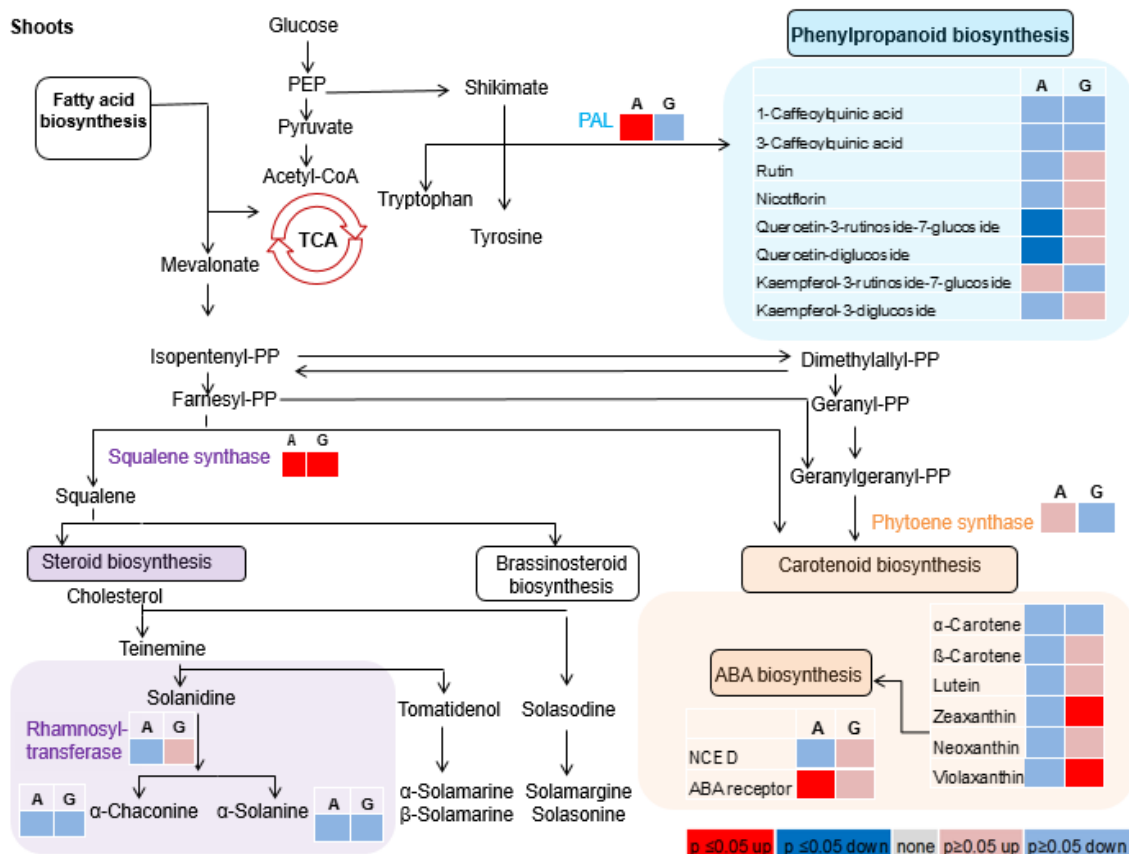 Shoots
Glucose
Phenylpropanoid biosynthesis
Fatty acid
biosynthesis
PEP
Shikimate
Pyruvate
Acetyl-CoA
TCA
PAL
A G
Tryptophan
Tyrosine
Mevalonate
A G
1-Caffeoylquinic acid
3-Caffeoylquinic acid
Rutin
Nicotflorin
Quercetin-3-rutinoside-7-glucoside
Quercetin-diglucoside
Kaempferol-3-rutinoside-7-glucoside
Kaempferol-3-diglucoside
Isopentenyl-PP
Dimethylallyl-PP
Farnesyl-PP
Geranyl-PP
Squalene synthase
A G
Geranylgeranyl-PP
Squalene
Phytoene synthase
A G
Steroid biosynthesis
Brassinosteroid
biosynthesis
Carotenoid biosynthesis
Cholesterol
Teinemine
Solanidine
Tomatidenol
Solasodine
Rhamnosyl-
transferase
A G
A G
α-Chaconine
α-Solanine
A G
α-Solamarine
β-Solamarine
Solamargine
Solasonine
ABA biosynthesis
α-Carotene
ß-Carotene
Lutein
Zeaxanthin
Neoxanthin
Violaxanthin
A G
NCED
ABA receptor
p ≤0.05 up p ≤0.05 down none p≥0.05 up p≥0.05 down